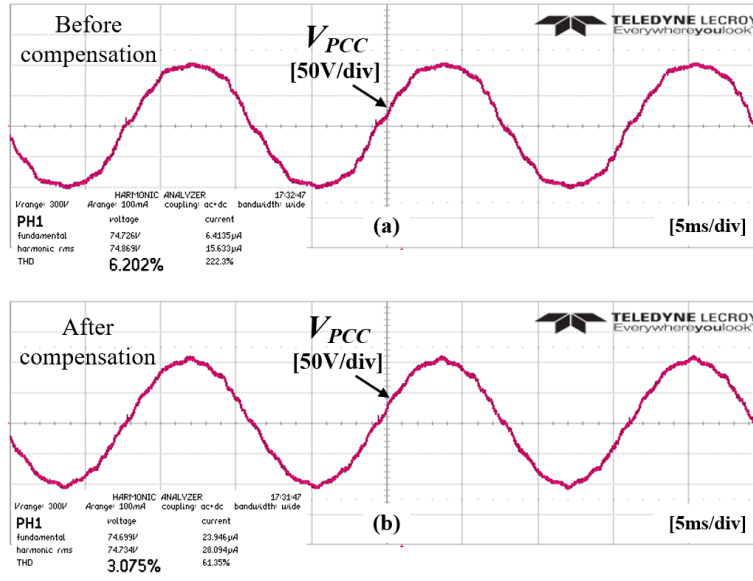 Before
compensation
V_PCC
[50V/div]
TELEDYNE LECROY
Everywhereyoulook
HARMONIC ANALYZER 17:32:47
Vrange: 300V Arange: 100mA coupling: ac+dc bandwidth: wide
PH1 voltage current
fundamental 74.726V 6.4135µA
harmonic rms 74.869V 15.633µA
THD 6.202% 222.3%
(a)
[5ms/div]
After
compensation
V_PCC
[50V/div]
TELEDYNE LECROY
Everywhereyoulook
HARMONIC ANALYZER 17:31:47
Vrange: 300V Arange: 100mA coupling: ac+dc bandwidth: wide
PH1 voltage current
fundamental 74.699V 23.946µA
harmonic rms 74.734V 28.094µA
THD 3.075% 61.35%
(b)
[5ms/div]